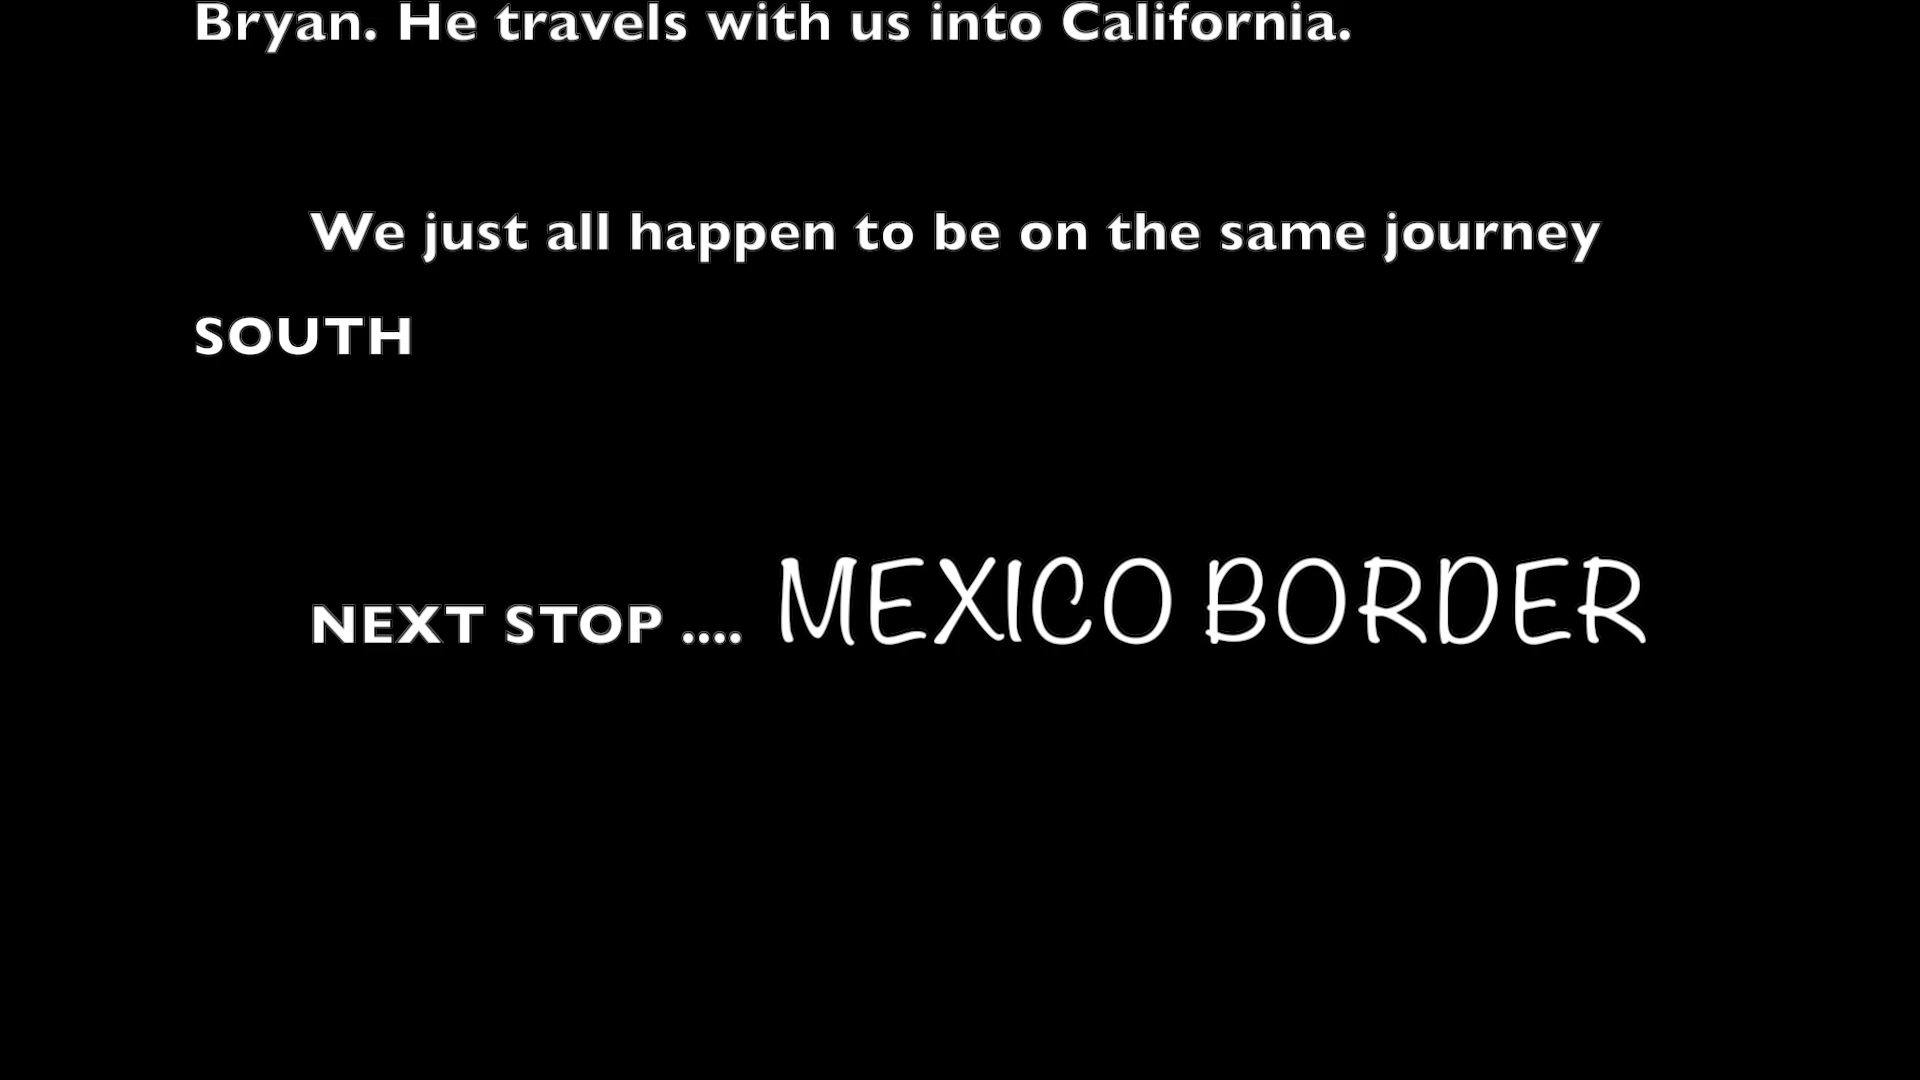 Bryan. He travels with us into California.
We just all happen to be on the same journey
SOUTH
NEXT STOP .... MEXICO BORDER